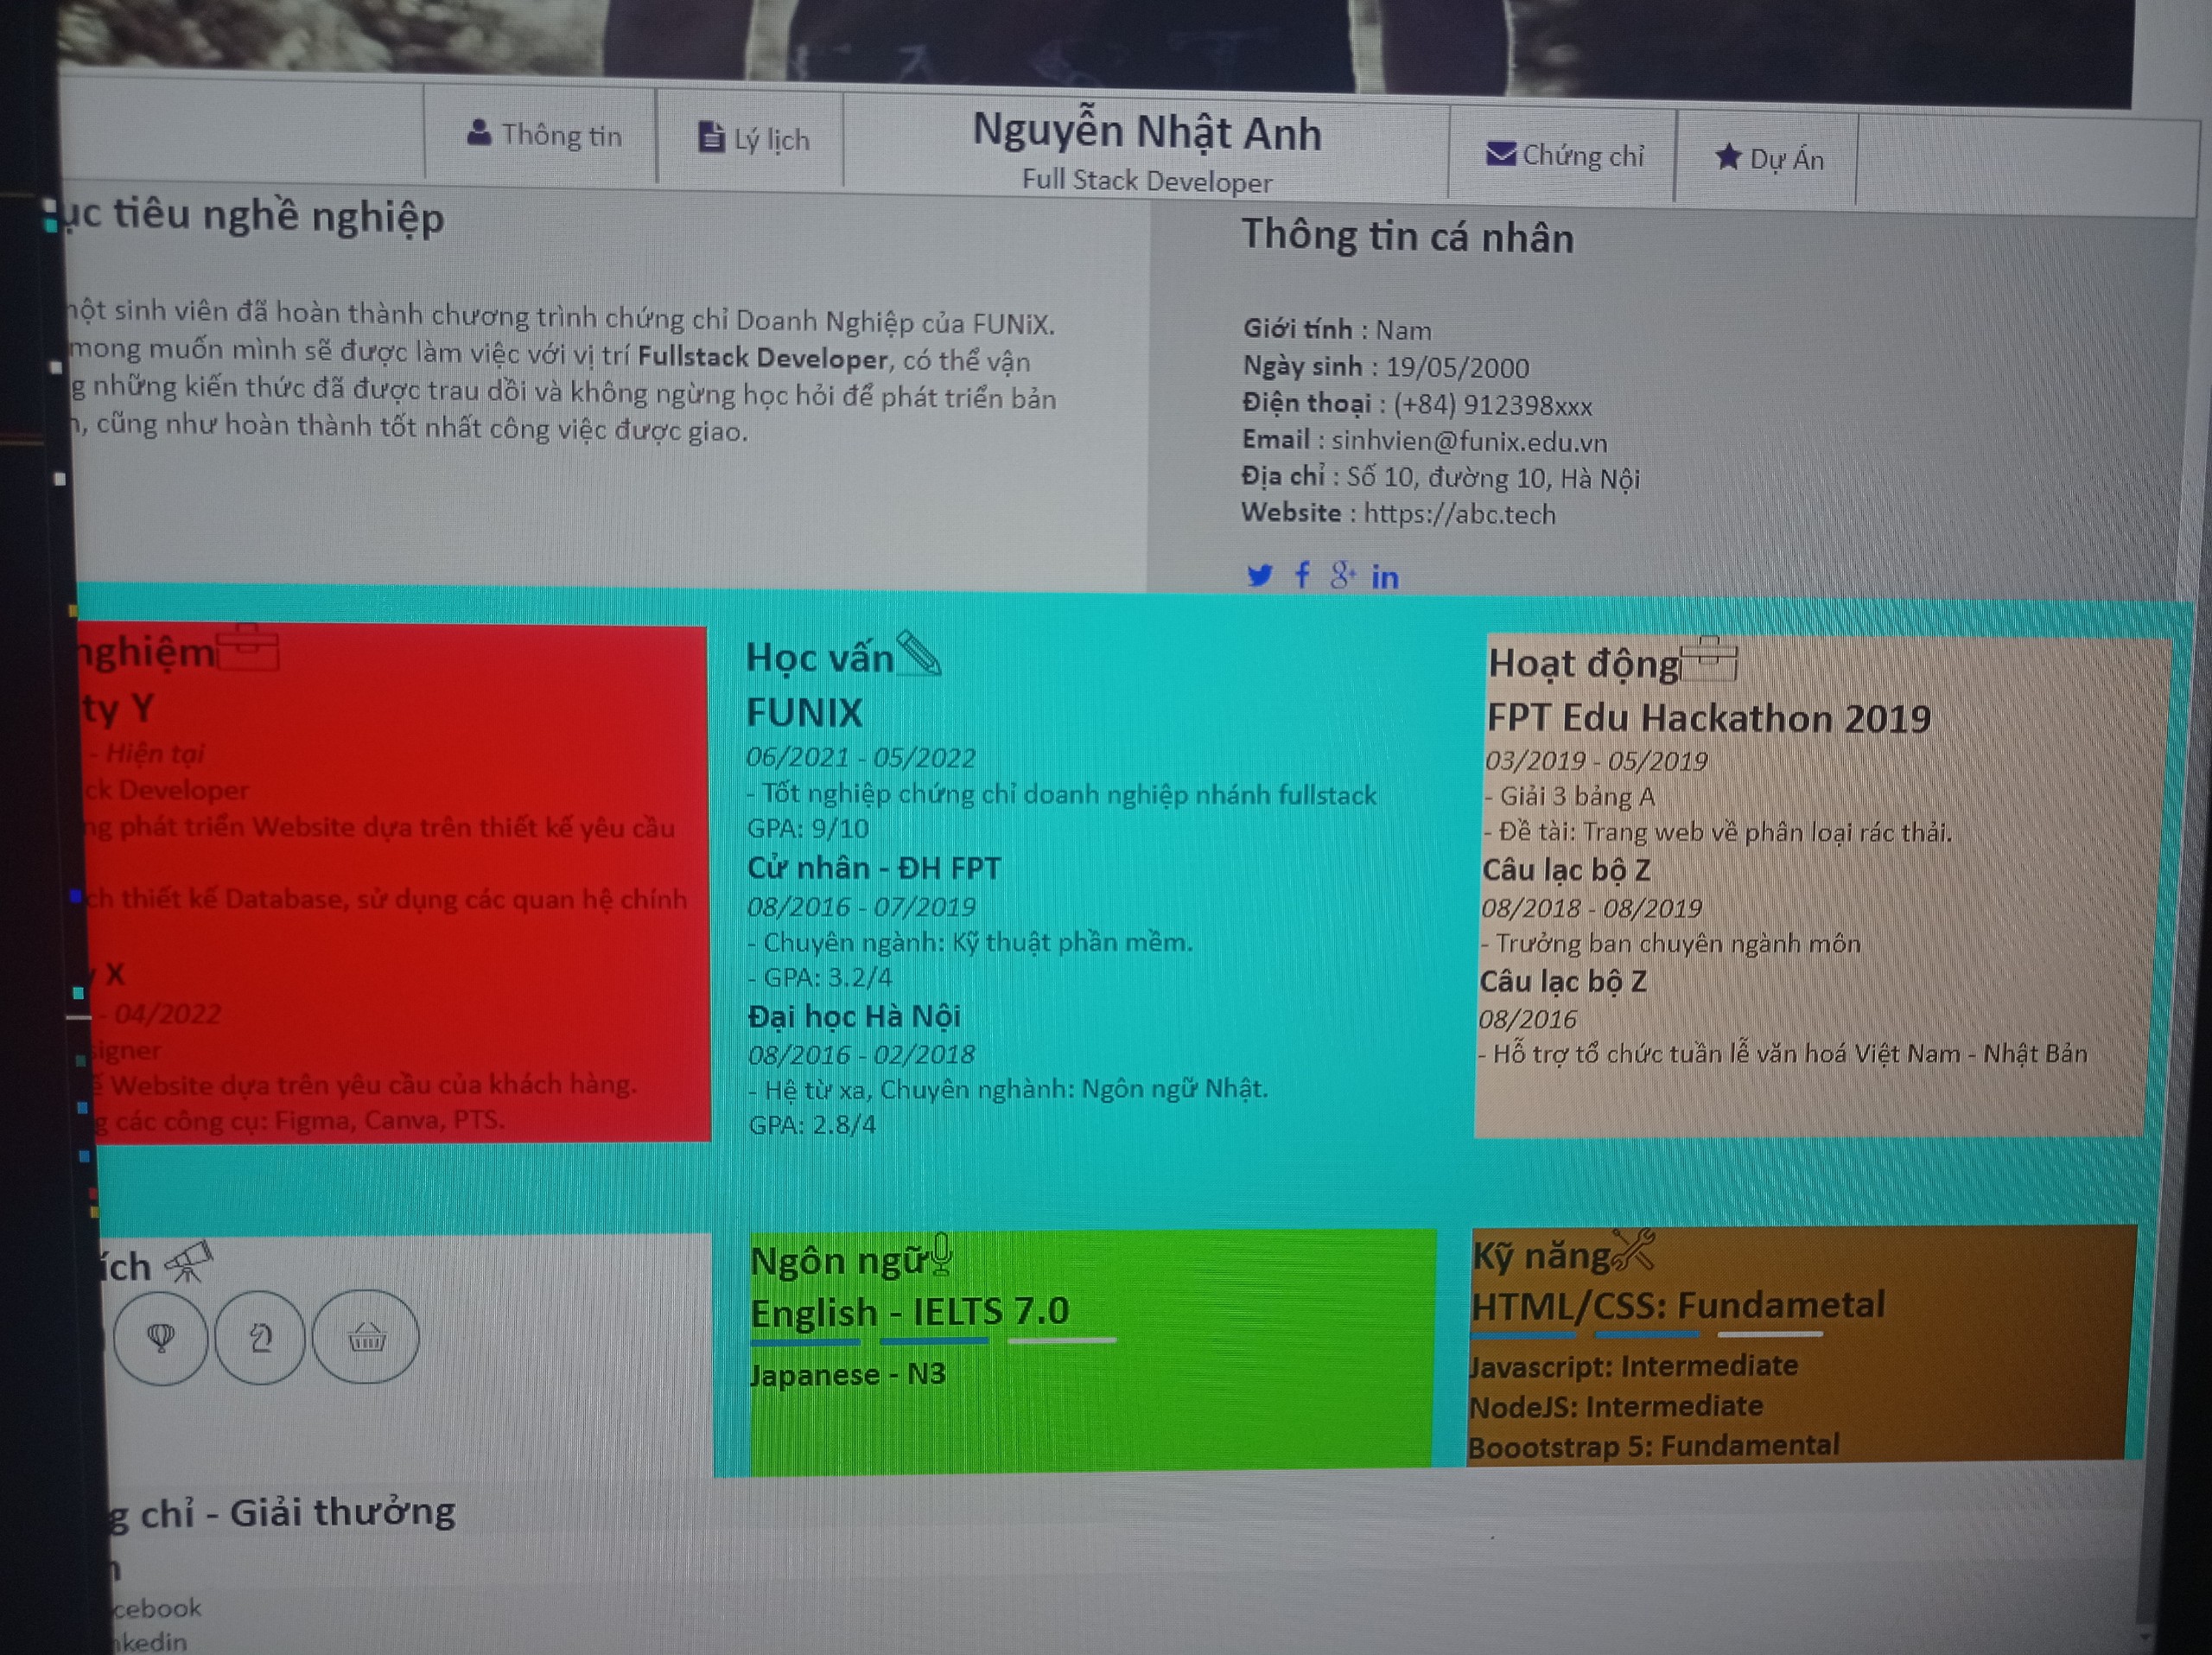 Thông tin
Lý lịch
Nguyễn Nhật Anh
Full Stack Developer
Chứng chỉ
Dự Án
tiêu nghề nghiệp
sinh viên đã hoàn thành chương trình chứng chỉ Doanh Nghiệp của FUNiX.
mong muốn mình sẽ được làm việc với vị trí Fullstack Developer, có thể vận
những kiến thức đã được trau dồi và không ngừng học hỏi để phát triển bản
, cũng như hoàn thành tốt nhất công việc được giao.
Thông tin cá nhân
Giới tính : Nam
Ngày sinh : 19/05/2000
Điện thoại : (+84) 912398xxx
Email : sinhvien@funix.edu.vn
Địa chỉ : Số 10, đường 10, Hà Nội
Website : https://abc.tech
nghiệm
ty Y
- Hiện tại
Developer
phát triển Website dựa trên thiết kế yêu cầu
thiết kế Database, sử dụng các quan hệ chính
X
- 04/2022
Website dựa trên yêu cầu của khách hàng.
các công cụ: Figma, Canva, PTS.
Học vấn
FUNIX
06/2021 - 05/2022
- Tốt nghiệp chứng chỉ doanh nghiệp nhánh fullstack
GPA: 9/10
Cử nhân - ĐH FPT
08/2016 - 07/2019
- Chuyên ngành: Kỹ thuật phần mềm.
- GPA: 3.2/4
Đại học Hà Nội
08/2016 - 02/2018
- Hệ từ xa, Chuyên nghành: Ngôn ngữ Nhật.
GPA: 2.8/4
Hoạt động
FPT Edu Hackathon 2019
03/2019 - 05/2019
- Giải 3 bảng A
- Đề tài: Trang web về phân loại rác thải.
Câu lạc bộ Z
08/2018 - 08/2019
- Trưởng ban chuyên ngành môn
Câu lạc bộ Z
08/2016
- Hỗ trợ tổ chức tuần lễ văn hoá Việt Nam - Nhật Bản
Ngôn ngữ
English - IELTS 7.0
Japanese - N3
Kỹ năng
HTML/CSS: Fundametal
Javascript: Intermediate
NodeJS: Intermediate
Boootstrap 5: Fundamental
chỉ - Giải thưởng